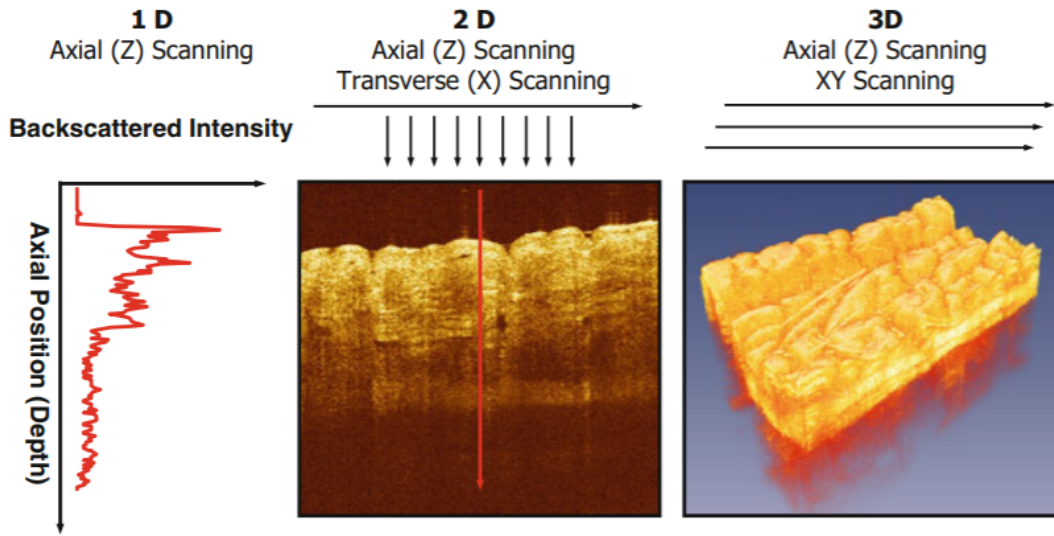 1 D
Axial (Z) Scanning
Backscattered Intensity
Axial Position (Depth)
2 D
Axial (Z) Scanning
Transverse (X) Scanning
3D
Axial (Z) Scanning
XY Scanning